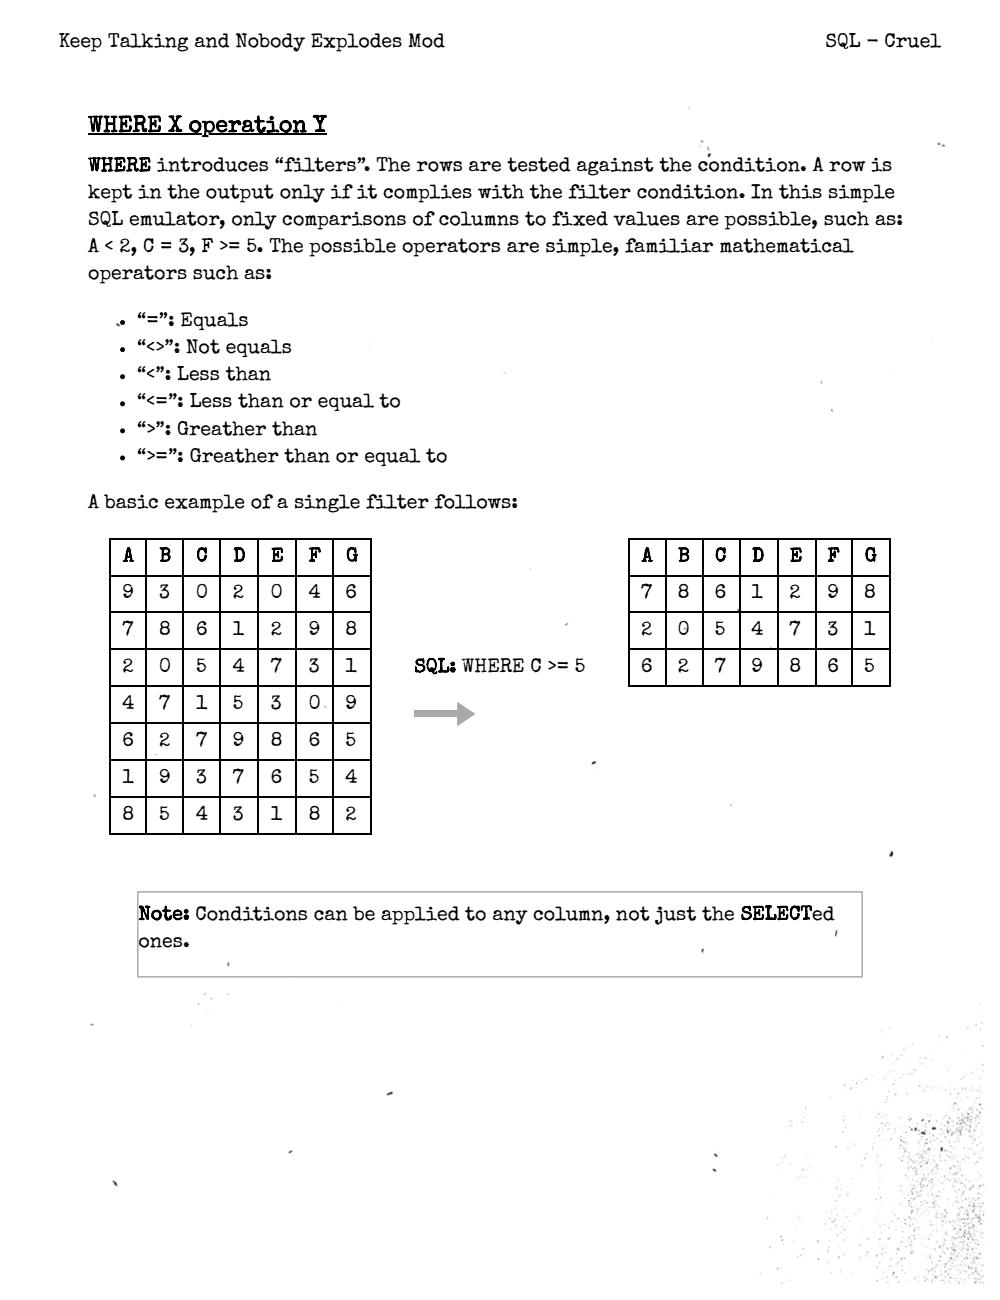 Keep Talking and Nobody Explodes Mod SQL – Cruel
WHERE X operation Y
WHERE introduces “filters”. The rows are tested against the condition. A row is
kept in the output only if it complies with the filter condition. In this simple
SQL emulator, only comparisons of columns to fixed values are possible, such as:
A < 2, C = 3, F >= 5. The possible operators are simple, familiar mathematical
operators such as:
• “=”: Equals
• “<>”: Not equals
• “<”: Less than
• “<=”: Less than or equal to
• “>”: Greather than
• “>=”: Greather than or equal to
A basic example of a single filter follows:
A B C D E F G
9 3 0 2 0 4 6
7 8 6 1 2 9 8
2 0 5 4 7 3 1
4 7 1 5 3 0 9
6 2 7 9 8 6 5
1 9 3 7 6 5 4
8 5 4 3 1 8 2
SQL: WHERE C >= 5
A B C D E F G
7 8 6 1 2 9 8
2 0 5 4 7 3 1
6 2 7 9 8 6 5
Note: Conditions can be applied to any column, not just the SELECTed
ones.